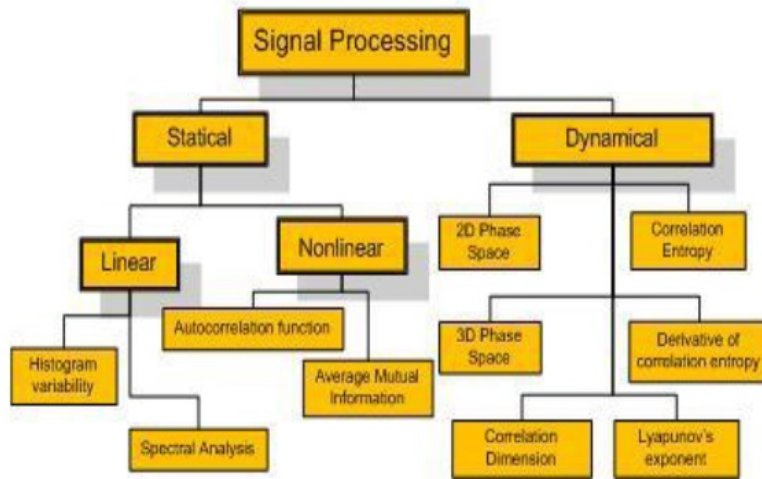 Signal Processing
Statical
Dynamical
Linear
Nonlinear
2D Phase
Space
Correlation
Entropy
Histogram
variability
Autocorrelation function
3D Phase
Space
Derivative of
correlation entropy
Average Mutual
Information
Spectral Analysis
Correlation
Dimension
Lyapunov's
exponent